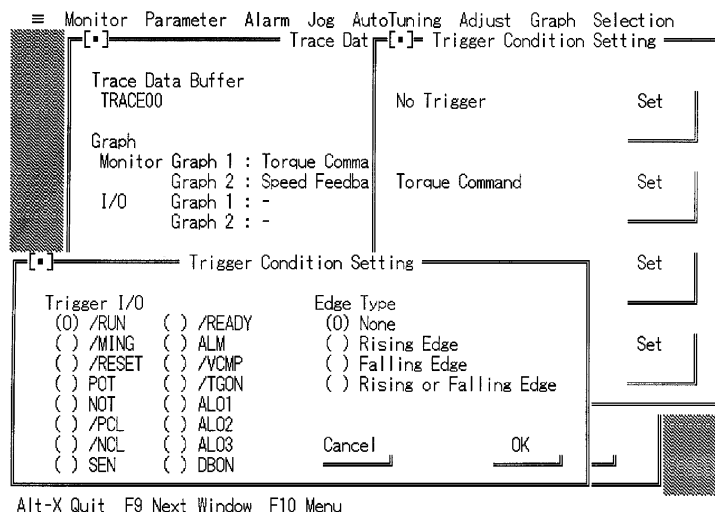 ≡ Monitor Parameter Alarm Jog AutoTuning Adjust Graph Selection
[▪] Trace Dat
Trace Data Buffer
TRACE00
Graph
Monitor Graph 1 : Torque Comma
Graph 2 : Speed Feedba
I/O Graph 1 : -
Graph 2 : -
[▪] Trigger Condition Setting
No Trigger Set
Torque Command Set
Set
Set
[▪] Trigger Condition Setting
Trigger I/O Edge Type
(O) /RUN ( ) /READY (O) None
( ) /MING ( ) ALM ( ) Rising Edge
( ) /RESET ( ) /VCMP ( ) Falling Edge
( ) POT ( ) /TGON ( ) Rising or Falling Edge
( ) NOT ( ) ALO1
( ) /PCL ( ) ALO2
( ) /NCL ( ) ALO3 Cancel OK
( ) SEN ( ) DBON
Alt-X Quit F9 Next Window F10 Menu